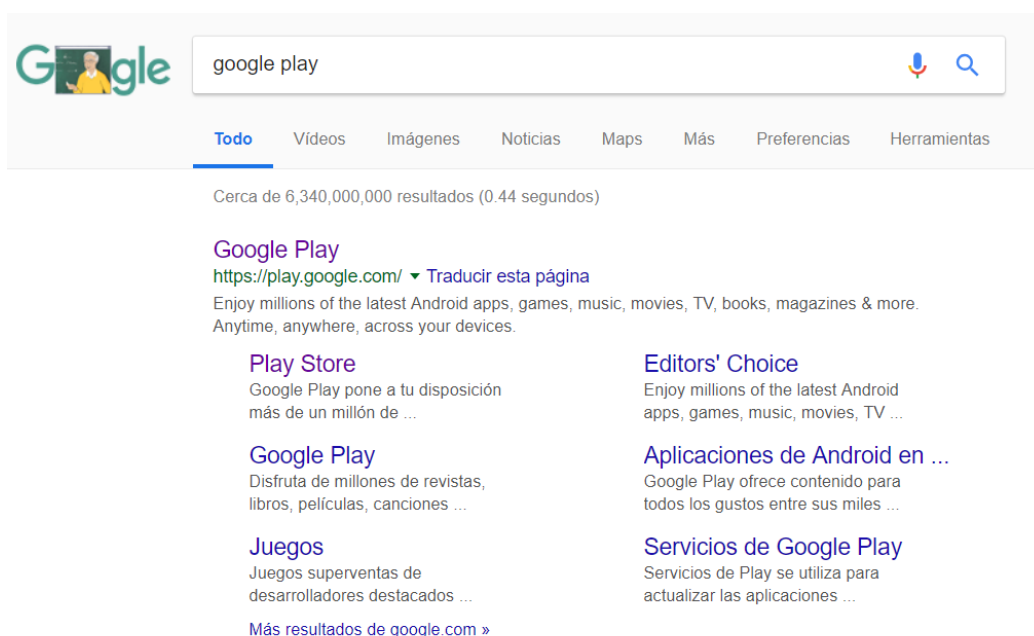 Google
google play
Todo Vídeos Imágenes Noticias Maps Más Preferencias Herramientas
Cerca de 6,340,000,000 resultados (0.44 segundos)
Google Play
https://play.google.com/ ▾ Traducir esta página
Enjoy millions of the latest Android apps, games, music, movies, TV, books, magazines & more.
Anytime, anywhere, across your devices.
Play Store
Google Play pone a tu disposición
más de un millón de ...
Editors' Choice
Enjoy millions of the latest Android
apps, games, music, movies, TV ...
Google Play
Disfruta de millones de revistas,
libros, películas, canciones ...
Aplicaciones de Android en ...
Google Play ofrece contenido para
todos los gustos entre sus miles ...
Juegos
Juegos superventas de
desarrolladores destacados ...
Servicios de Google Play
Servicios de Play se utiliza para
actualizar las aplicaciones ...
Más resultados de google.com »